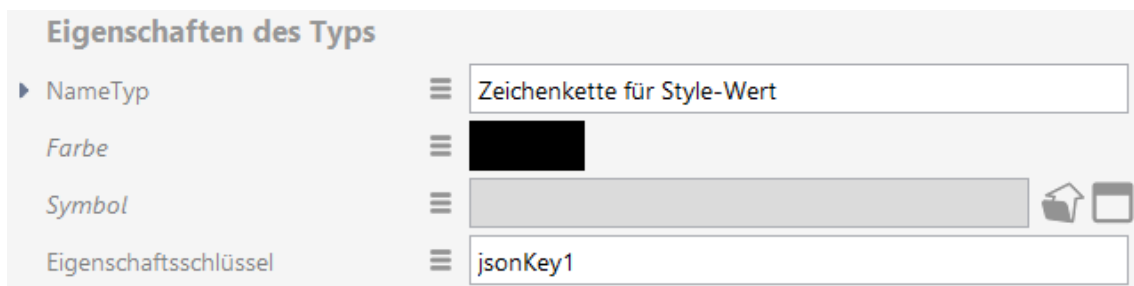 Eigenschaften des Typs
NameTyp Zeichenkette für Style-Wert
Farbe
Symbol
Eigenschaftsschlüssel jsonKey1